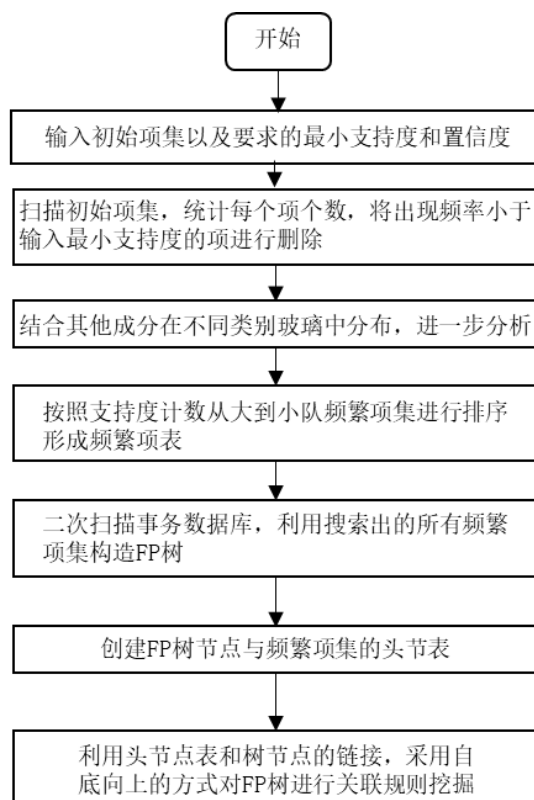 开始
输入初始项集以及要求的最小支持度和置信度
扫描初始项集，统计每个项个数，将出现频率小于
输入最小支持度的项进行删除
结合其他成分在不同类别玻璃中分布，进一步分析
按照支持度计数从大到小队频繁项集进行排序
形成频繁项表
二次扫描事务数据库，利用搜索出的所有频繁
项集构造FP树
创建FP树节点与频繁项集的头节表
利用头节点表和树节点的链接，采用自
底向上的方式对FP树进行关联规则挖掘